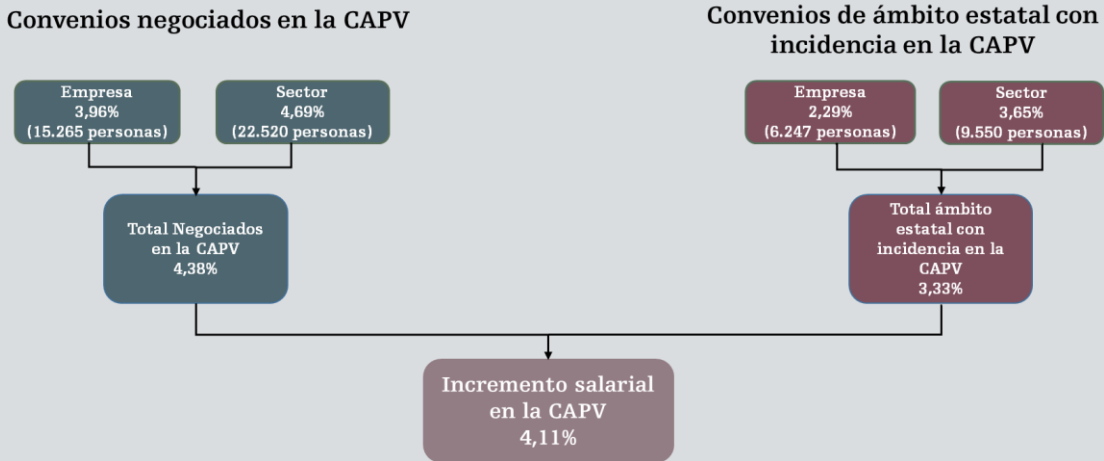 Convenios negociados en la CAPV
Convenios de ámbito estatal con
incidencia en la CAPV
Empresa
3,96%
(15.265 personas)
Sector
4,69%
(22.520 personas)
Empresa
2,29%
(6.247 personas)
Sector
3,65%
(9.550 personas)
Total Negociados
en la CAPV
4,38%
Total ámbito
estatal con
incidencia en la
CAPV
3,33%
Incremento salarial
en la CAPV
4,11%